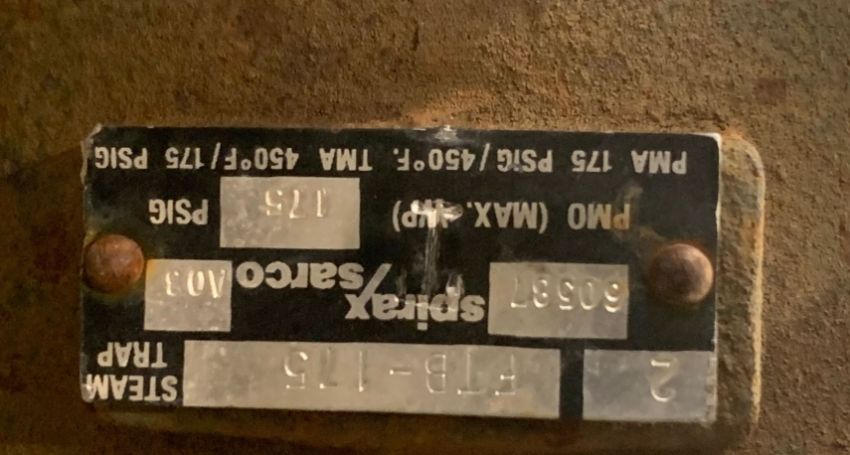 2 FTB-175 STEAM
TRAP
60587 spirax/sarco A03
PMO (MAX. 175 PSIG
PMA 175 PSIG/450°F. TMA 450°F/175 PSIG